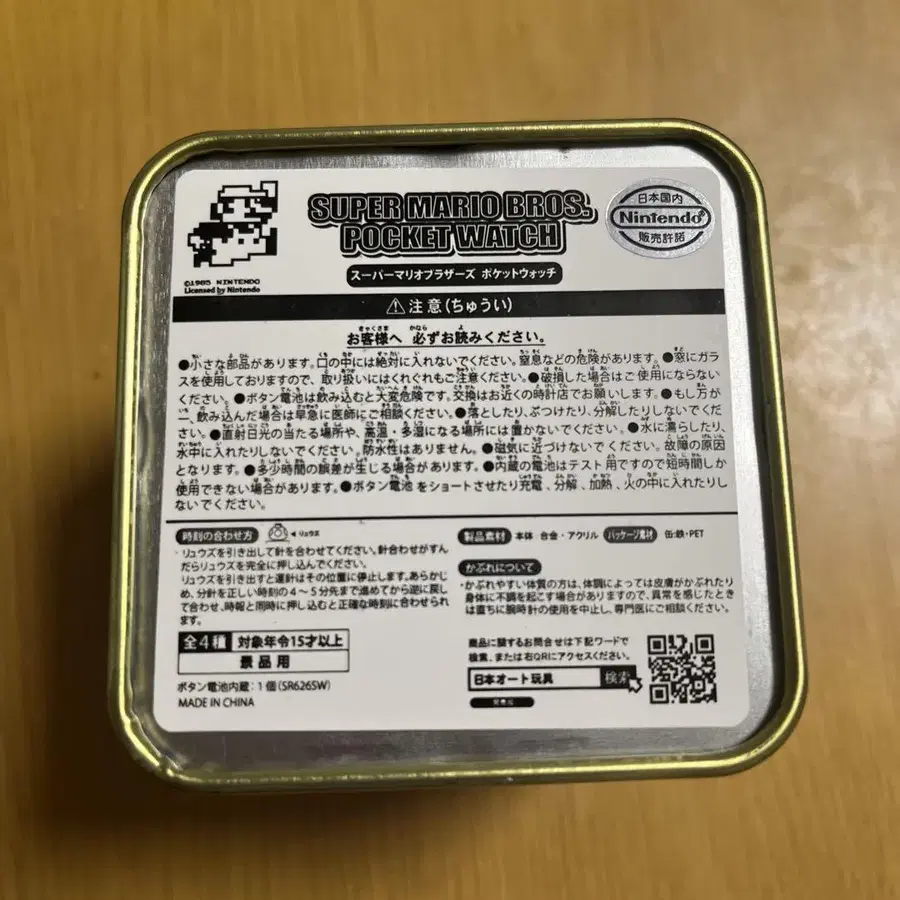 SUPER MARIO BROS.
POCKET WATCH
スーパーマリオブラザーズ ポケットウォッチ
日本国内
Nintendo®
販売許諾
©1985 NINTENDO
Licensed by Nintendo
⚠注意(ちゅうい)
お客様へ 必ずお読みください。
●小さな部品があります。口の中には絶対に入れないでください。窒息などの危険があります。●窓にガラ
スを使用しておりますので、取り扱いにはくれぐれもご注意ください。●破損した場合はご使用にならない
ください。●ボタン電池は飲み込むと大変危険です。交換はお近くの時計店でお願いします。●もし万が
一、飲み込んだ場合は早急に医師にご相談ください。●落としたり、ぶつけたり、分解したりしないでくだ
さい。●直射日光の当たる場所や、高温・多湿になる場所には置かないでください。●水に濡らしたり、
水中に入れたりしないでください。防水性はありません。●磁気に近づけないでください。故障の原因
となります。●多少時間の誤差が生じる場合があります。●内蔵の電池はテスト用ですので短時間しか
使用できない場合があります。●ボタン電池をショートさせたり充電、分解、加熱、火の中に入れたりし
ないでください。
時刻の合わせ方 ◀リュウズ
・リュウズを引き出して針を合わせてください。針合わせがすん
だらリュウズを完全に押し込んでください。
リュウズを引き出すと運針はその位置に停止します。あらかじ
め、分針を正しい時刻の4〜5分先まで進めてから逆に戻し
て合わせ、時報と同時に押し込むと正確な時刻に合わせられ
ます。
全4種 対象年令15才以上
景品用
ボタン電池内蔵:1個(SR626SW)
MADE IN CHINA
製品素材 本体:合金・アクリル パッケージ素材 缶:鉄・PET
かぶれについて
・かぶれやすい体質の方は、体調によっては皮膚がかぶれたり
身体に不調を起こす場合がありますので、異常を感じたとき
は直ちに腕時計の使用を中止し、専門医にご相談ください。
商品に関するお問合せは下記ワードで
検索、または右QRにアクセスください。
日本オート玩具 検索
発売元